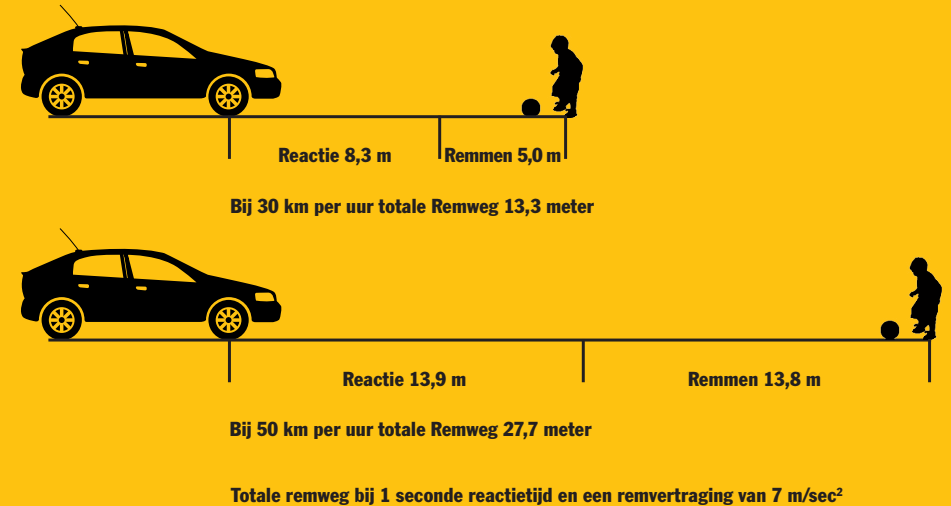 Reactie 8,3 m
Remmen 5,0 m
Bij 30 km per uur totale Remweg 13,3 meter
Reactie 13,9 m
Remmen 13,8 m
Bij 50 km per uur totale Remweg 27,7 meter
Totale remweg bij 1 seconde reactietijd en een remvertraging van 7 m/sec²